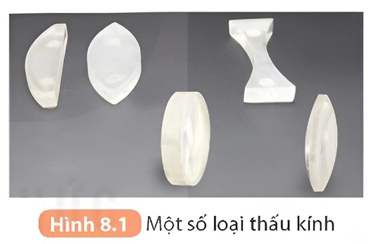 Hình 8.1 Một số loại thấu kính